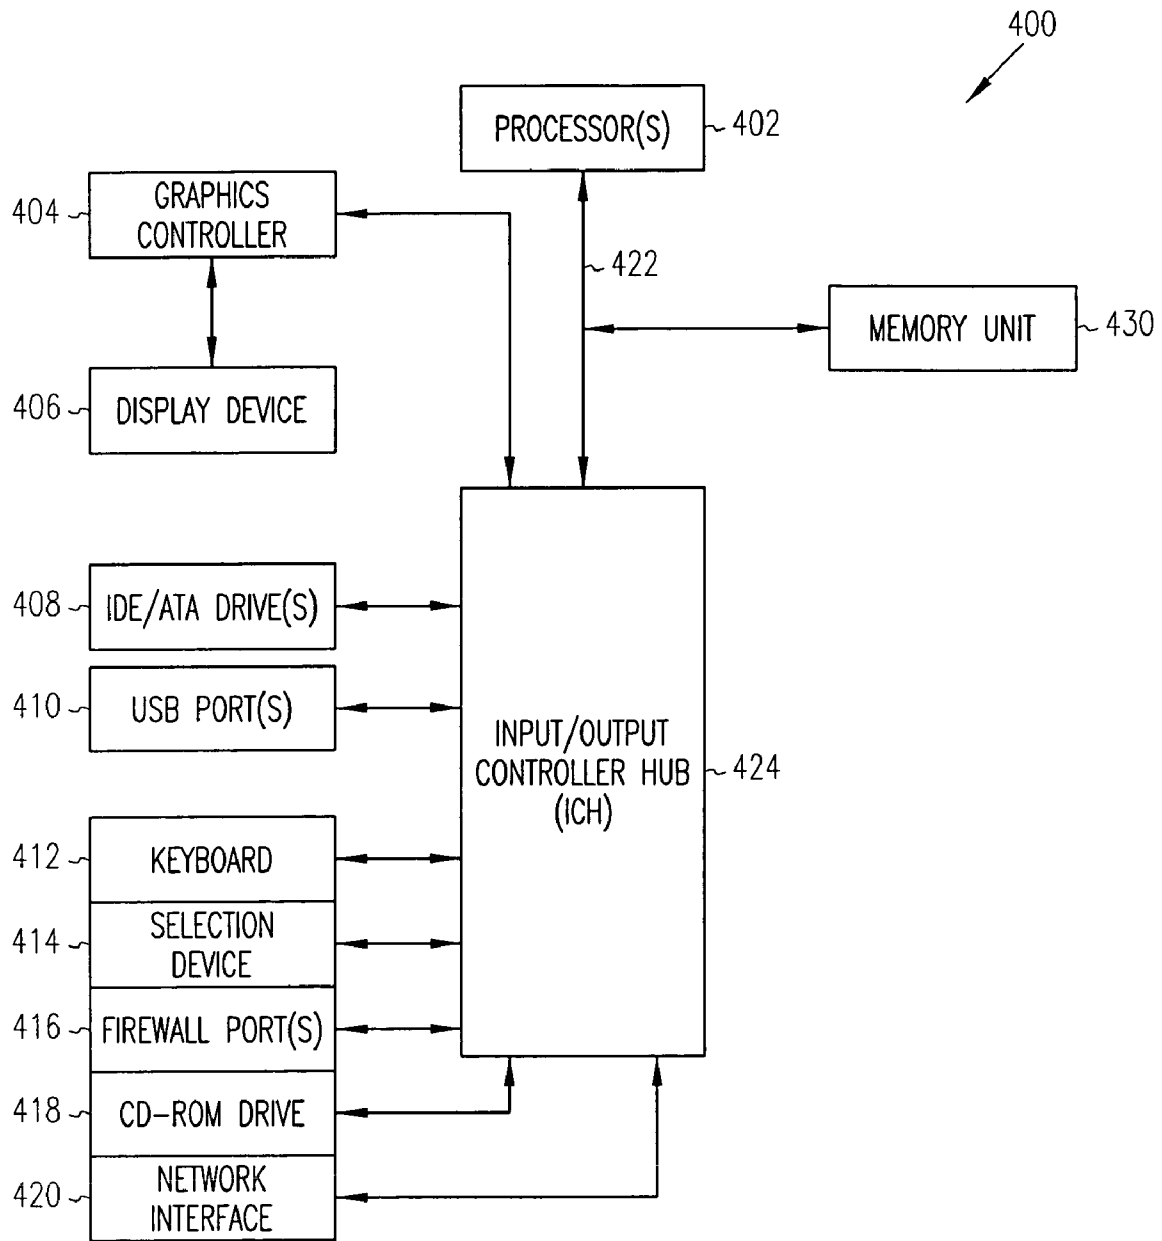 400
PROCESSOR(S)
402
404
GRAPHICS
CONTROLLER
422
MEMORY UNIT
430
406
DISPLAY DEVICE
408
IDE/ATA DRIVE(S)
410
USB PORT(S)
INPUT/OUTPUT
CONTROLLER HUB
(ICH)
424
412
KEYBOARD
414
SELECTION
DEVICE
416
FIREWALL PORT(S)
418
CD-ROM DRIVE
420
NETWORK
INTERFACE